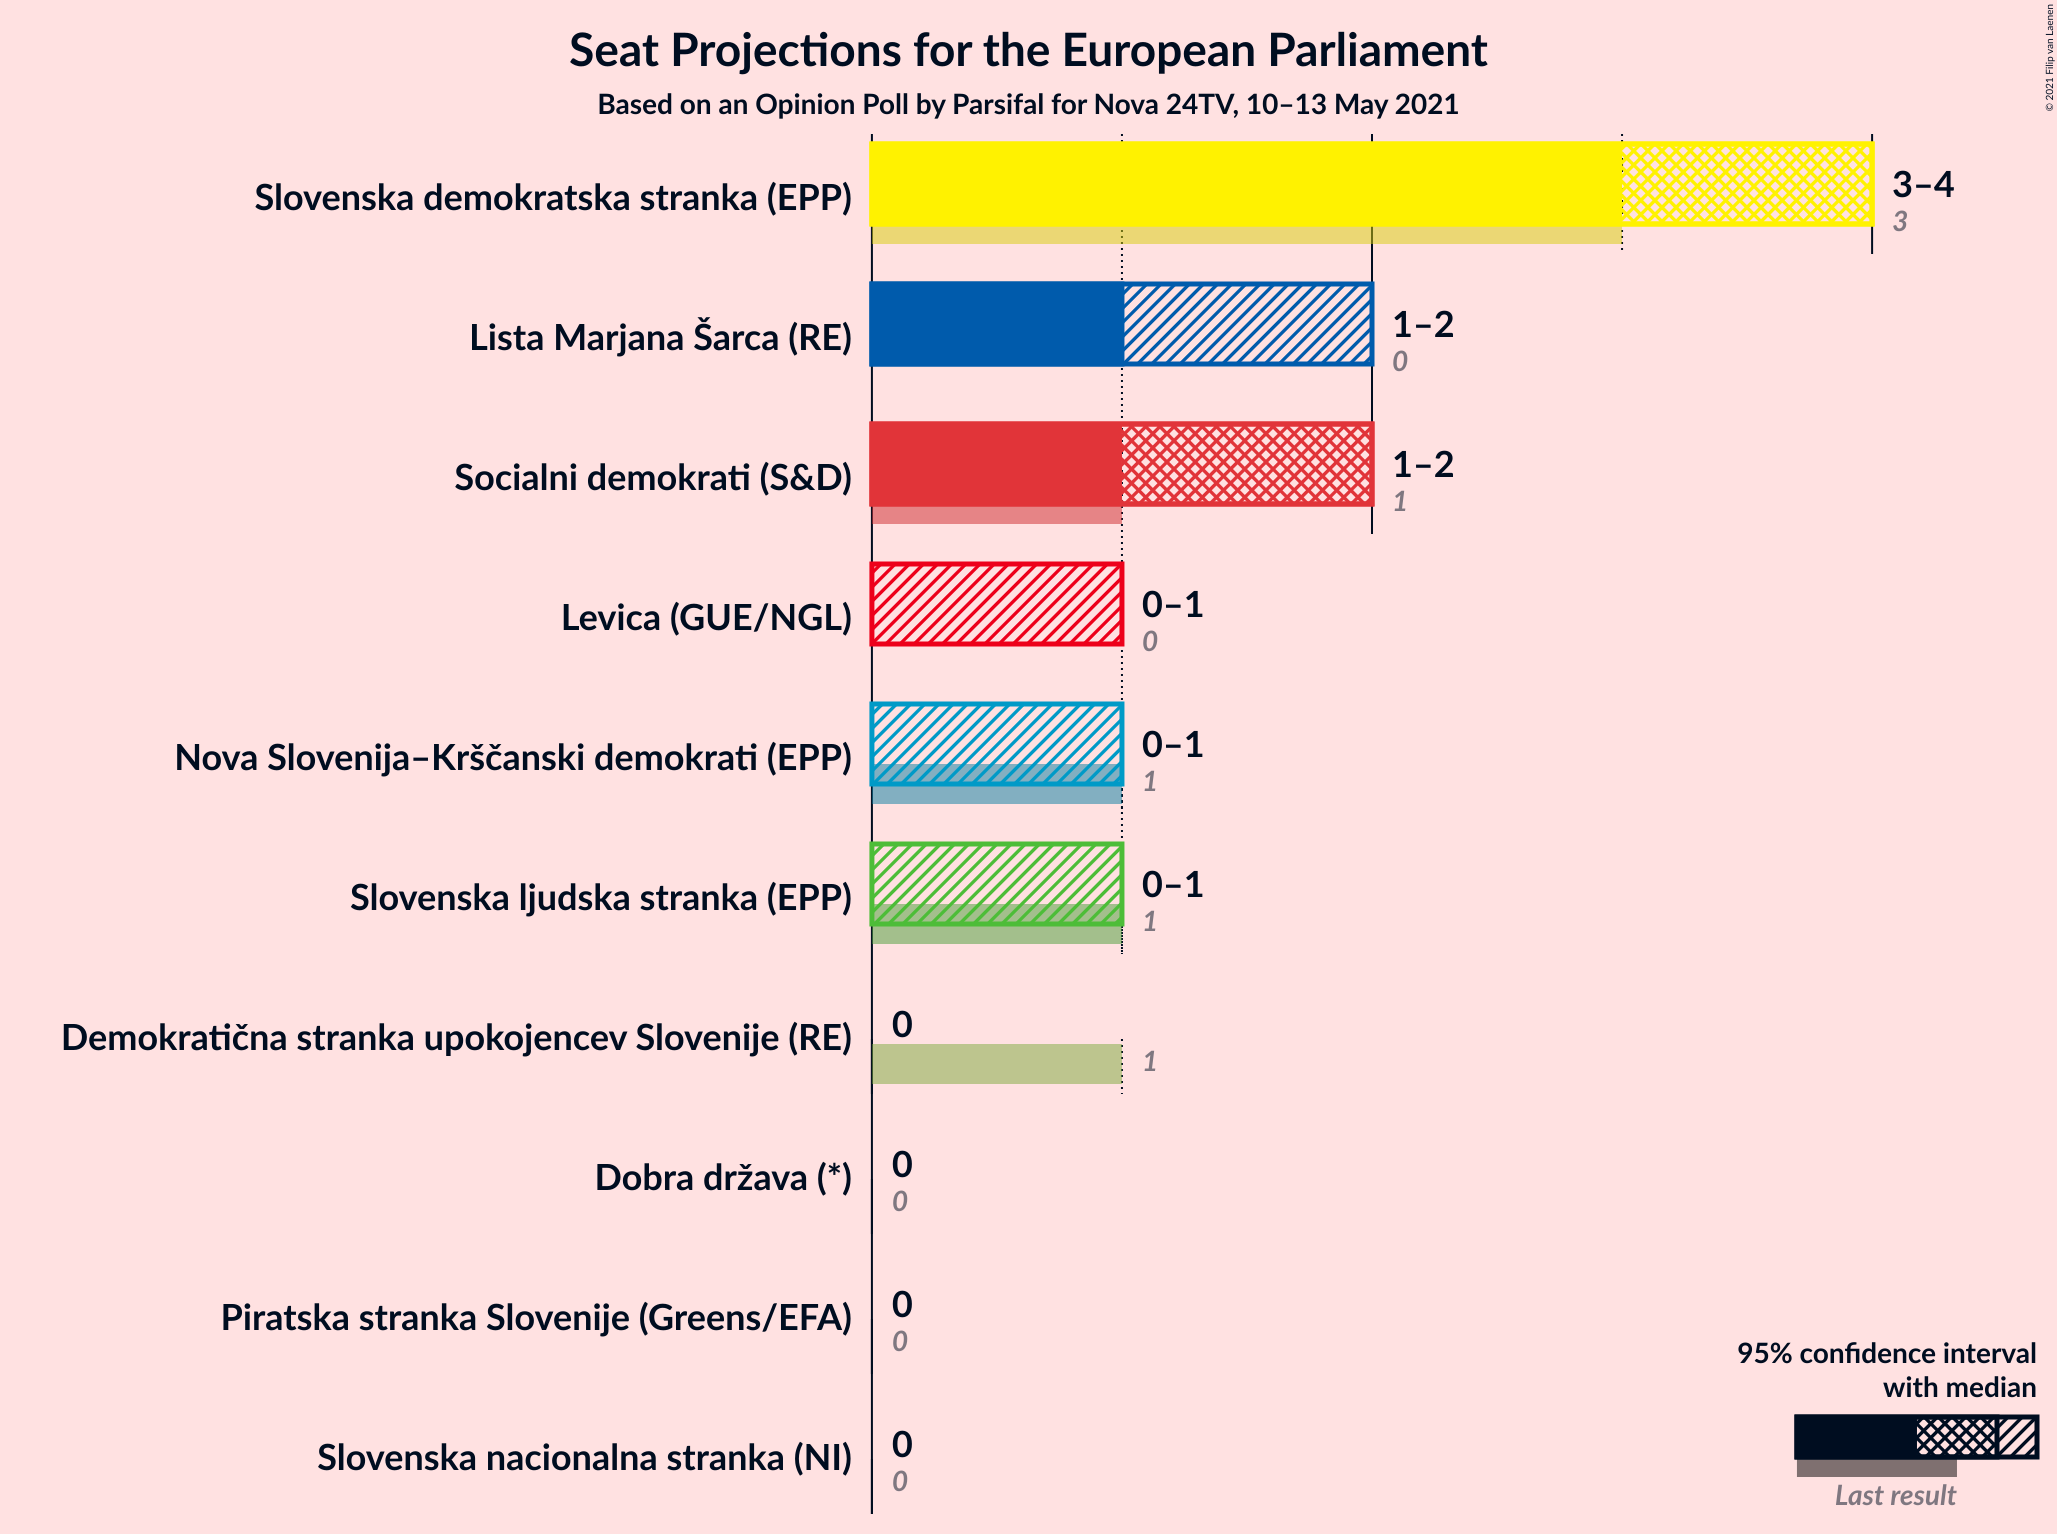 Seat Projections for the European Parliament
Based on an Opinion Poll by Parsifal for Nova 24TV, 10–13 May 2021
© 2021 Filip van Laenen
Slovenska demokratska stranka (EPP)
3–4
3
Lista Marjana Šarca (RE)
1–2
0
Socialni demokrati (S&D)
1–2
1
Levica (GUE/NGL)
0–1
0
Nova Slovenija–Krščanski demokrati (EPP)
0–1
1
Slovenska ljudska stranka (EPP)
0–1
1
Demokratična stranka upokojencev Slovenije (RE)
0
1
Dobra država (*)
0
0
Piratska stranka Slovenije (Greens/EFA)
0
0
Slovenska nacionalna stranka (NI)
0
0
95% confidence interval
with median
Last result